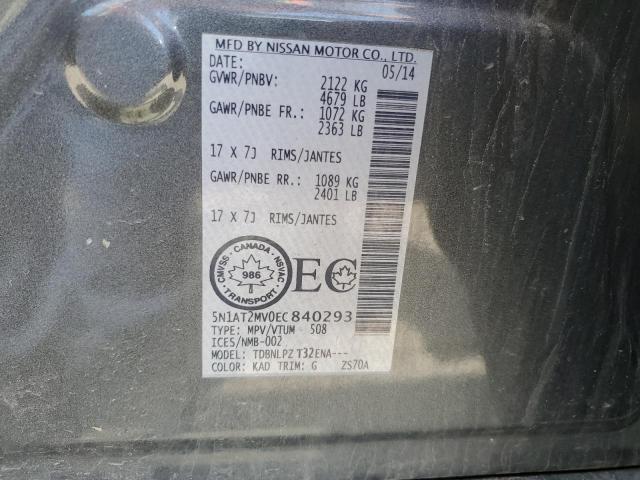 MFD BY NISSAN MOTOR CO., LTD.
DATE: 05/14
GVWR/PNBV: 2122 KG
4679 LB
GAWR/PNBE FR.: 1072 KG
2363 LB
17 X 7J RIMS/JANTES
GAWR/PNBE RR.: 1089 KG
2401 LB
17 X 7J RIMS/JANTES
CMVSS · CANADA · NSVAC
986
TRANSPORT
EC
5N1AT2MV0EC840293
TYPE: MPV/VTUM 508
ICES/NMB-002
MODEL: TDBNLPZ T32ENA---
COLOR: KAD TRIM: G ZS70A